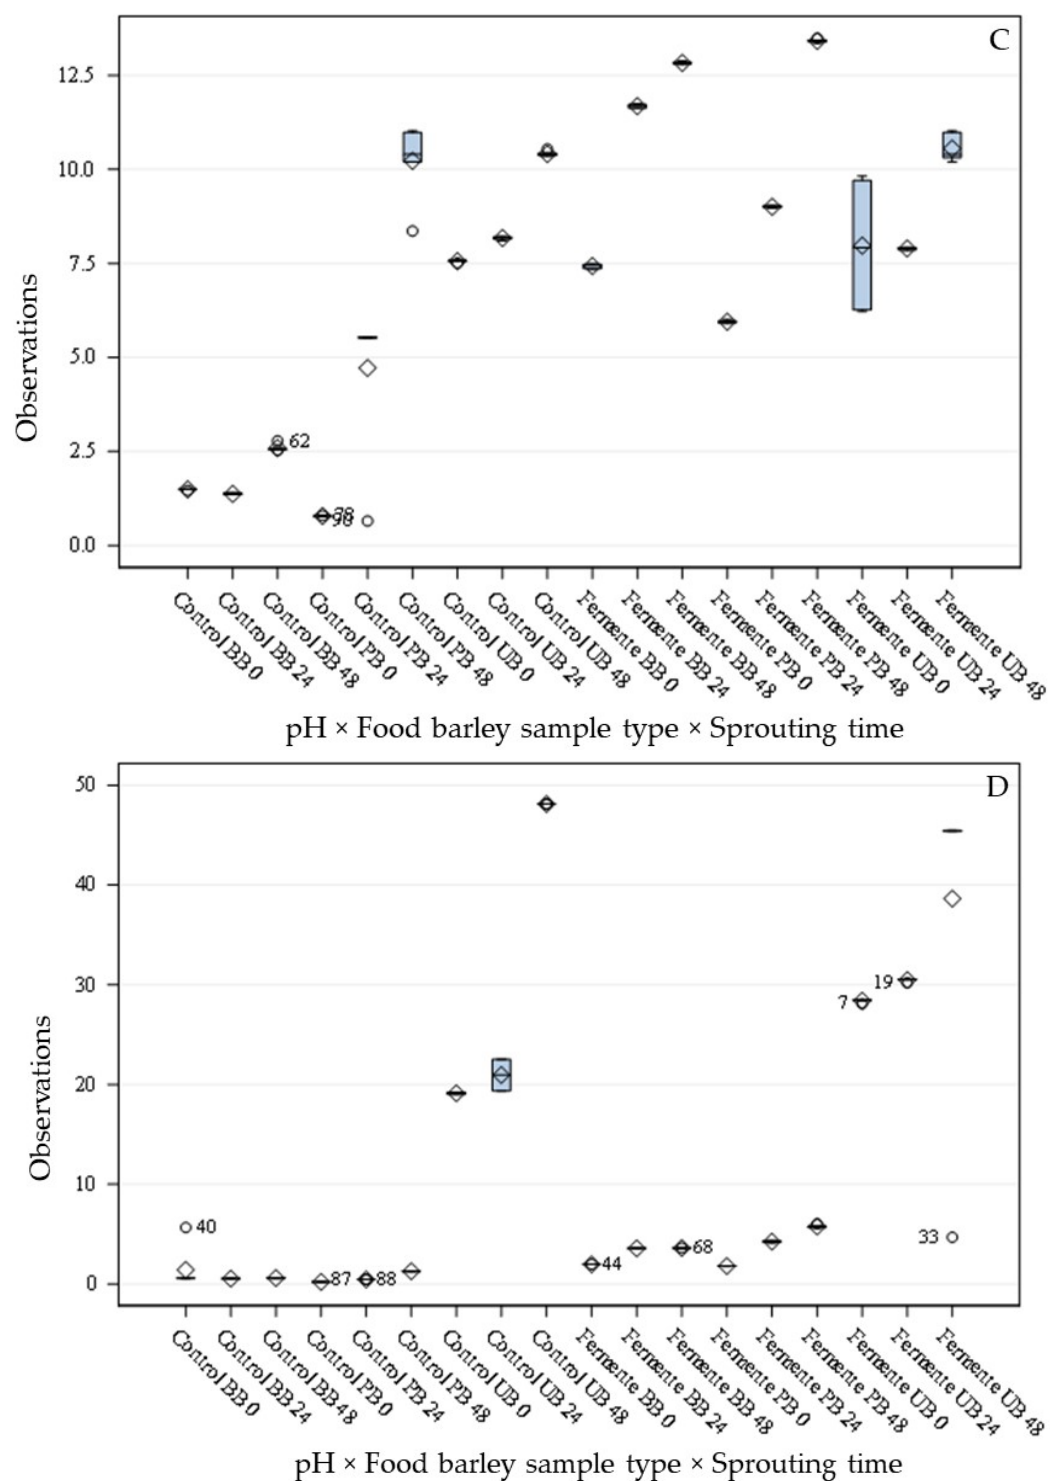 C
12.5
10.0
7.5
5.0
2.5
0.0
Observations
62
78
90
Control BB 0
Control BB 24
Control BB 48
Control PB 0
Control PB 24
Control PB 48
Control UB 0
Control UB 24
Control UB 48
Fermente BB 0
Fermente BB 24
Fermente BB 48
Fermente PB 0
Fermente PB 24
Fermente PB 48
Fermente UB 0
Fermente UB 24
Fermente UB 48
pH × Food barley sample type × Sprouting time
D
50
40
30
20
10
0
Observations
40
87
88
44
68
7
19
33
Control BB 0
Control BB 24
Control BB 48
Control PB 0
Control PB 24
Control PB 48
Control UB 0
Control UB 24
Control UB 48
Fermente BB 0
Fermente BB 24
Fermente BB 48
Fermente PB 0
Fermente PB 24
Fermente PB 48
Fermente UB 0
Fermente UB 24
Fermente UB 48
pH × Food barley sample type × Sprouting time